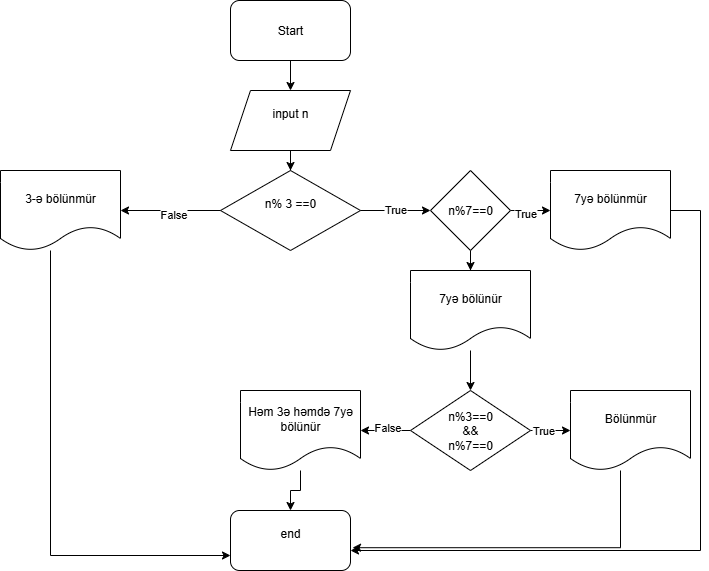 Start
input n
3-ə bölünmür
False
n% 3 ==0
True
n%7==0
True
7yə bölünmür
7yə bölünür
Həm 3ə həmdə 7yə
bölünür
False
n%3==0
&&
n%7==0
True
Bölünmür
end